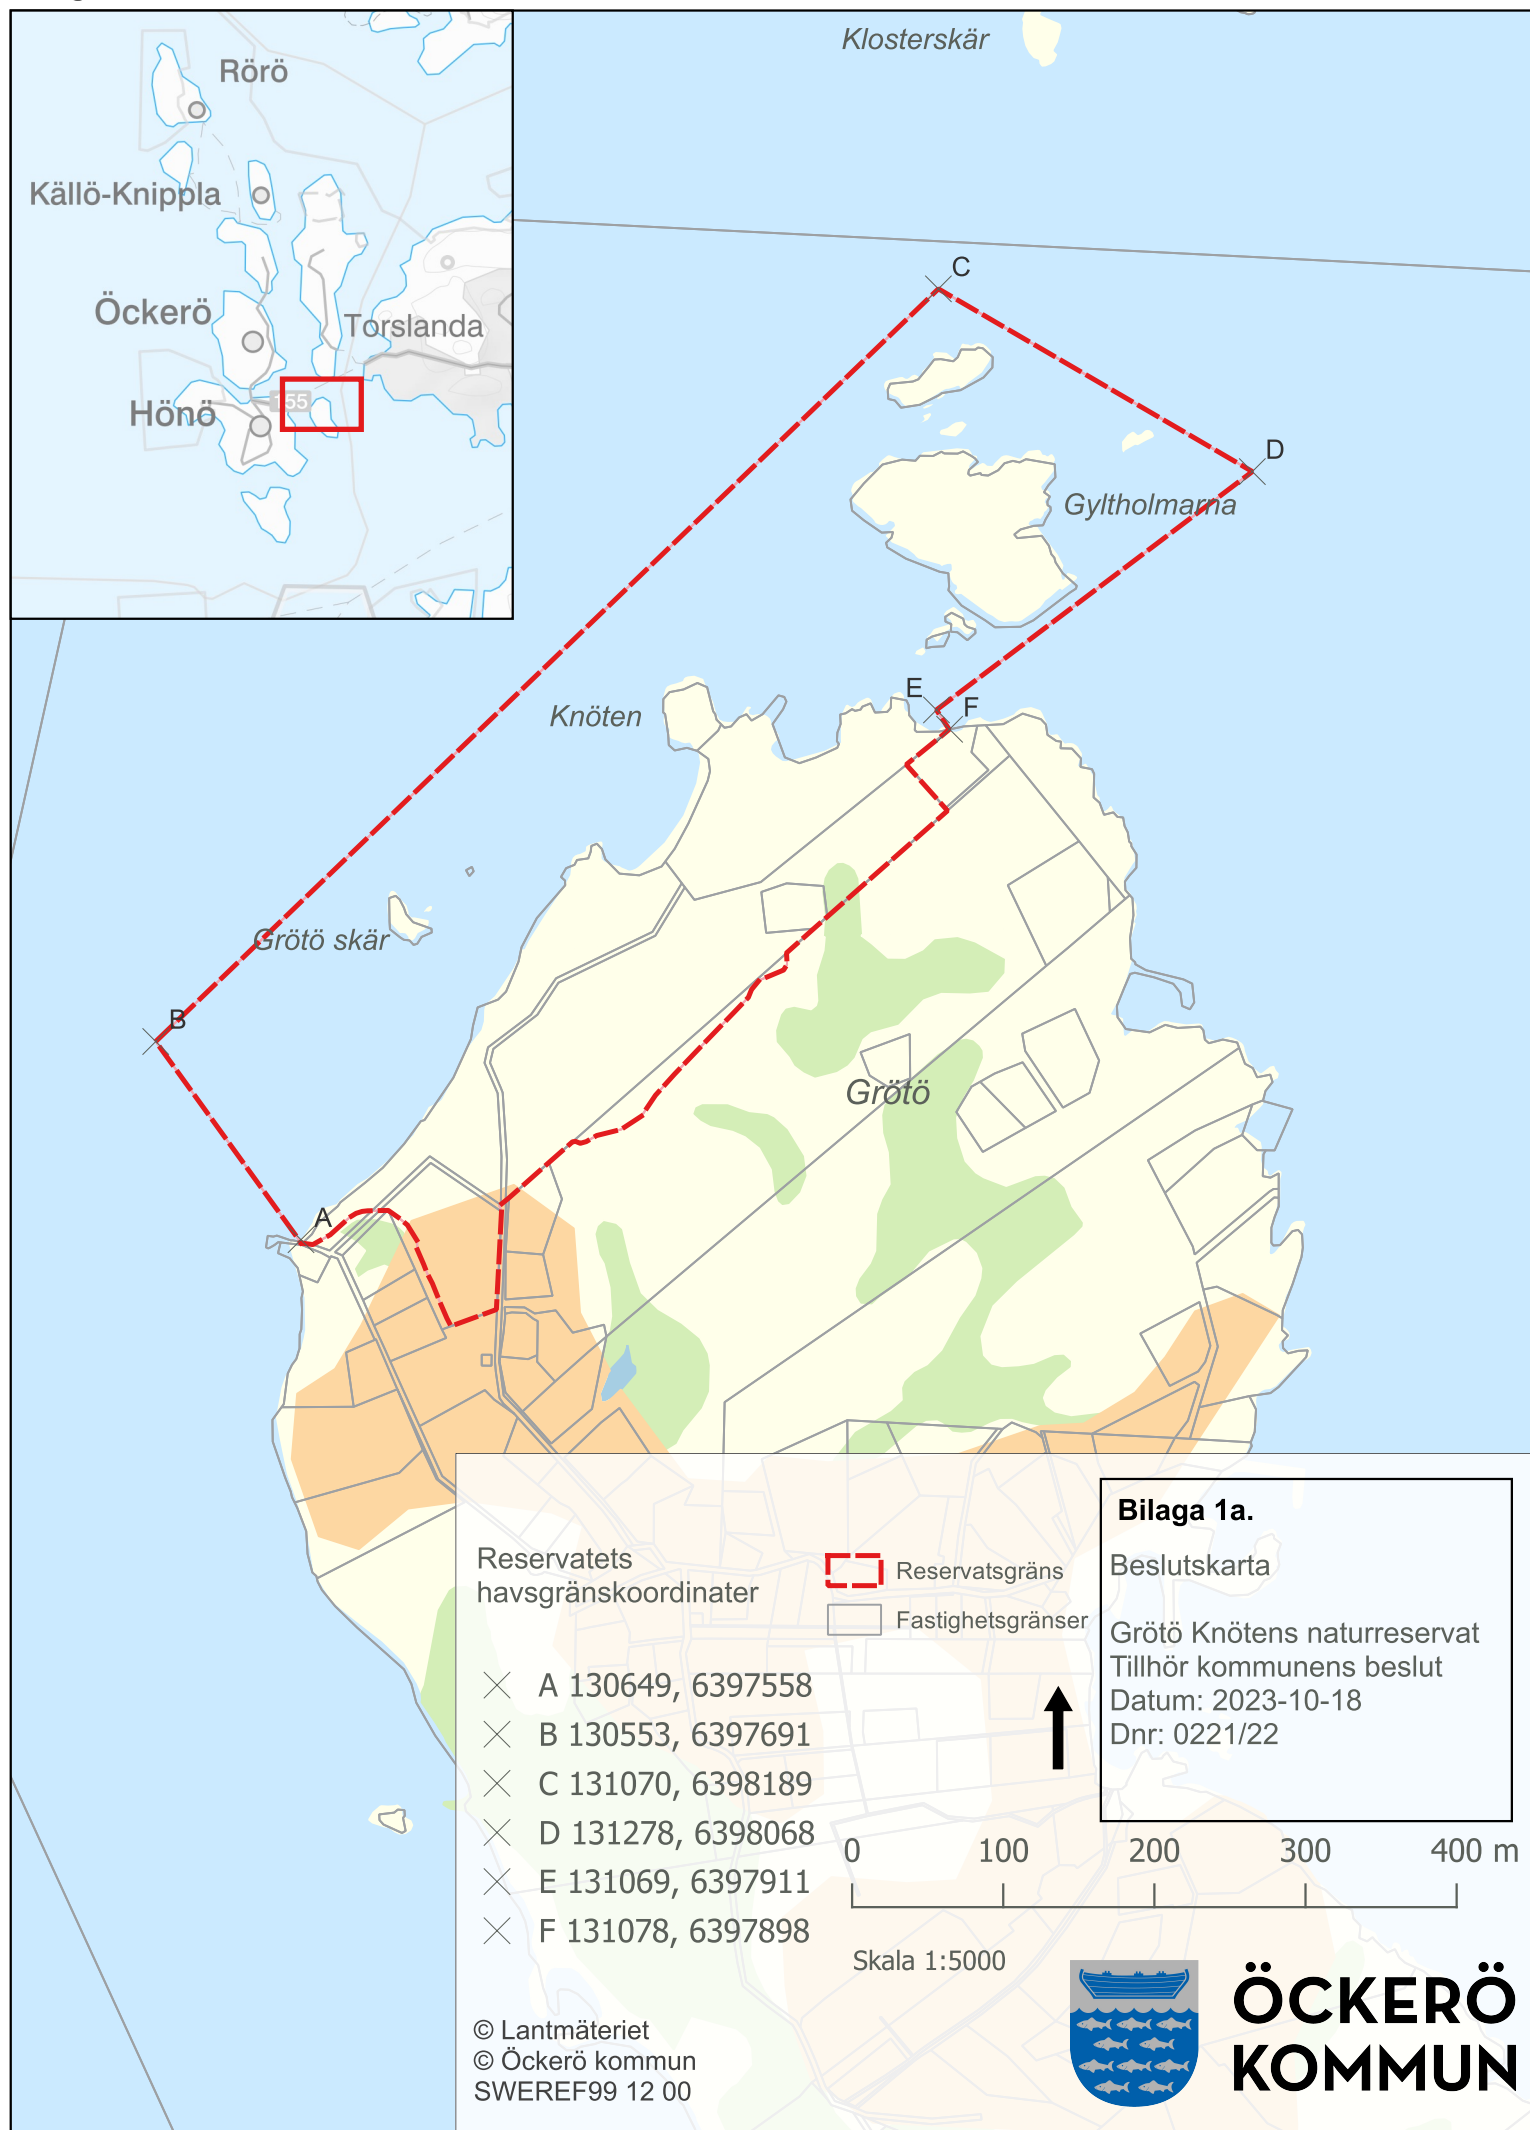 Klosterskär
Rörö
Källö-Knippla
Öckerö
Torslanda
155
Hönö
C
D
Gyltholmarna
E
F
Knöten
Grötö skär
B
Grötö
A
Reservatets
havsgränskoordinater
A 130649, 6397558
B 130553, 6397691
C 131070, 6398189
D 131278, 6398068
E 131069, 6397911
F 131078, 6397898
© Lantmäteriet
© Öckerö kommun
SWEREF99 12 00
Reservatsgräns
Fastighetsgränser
Bilaga 1a.
Beslutskarta
Grötö Knötens naturreservat
Tillhör kommunens beslut
Datum: 2023-10-18
Dnr: 0221/22
0 100 200 300 400 m
Skala 1:5000
ÖCKERÖ
KOMMUN